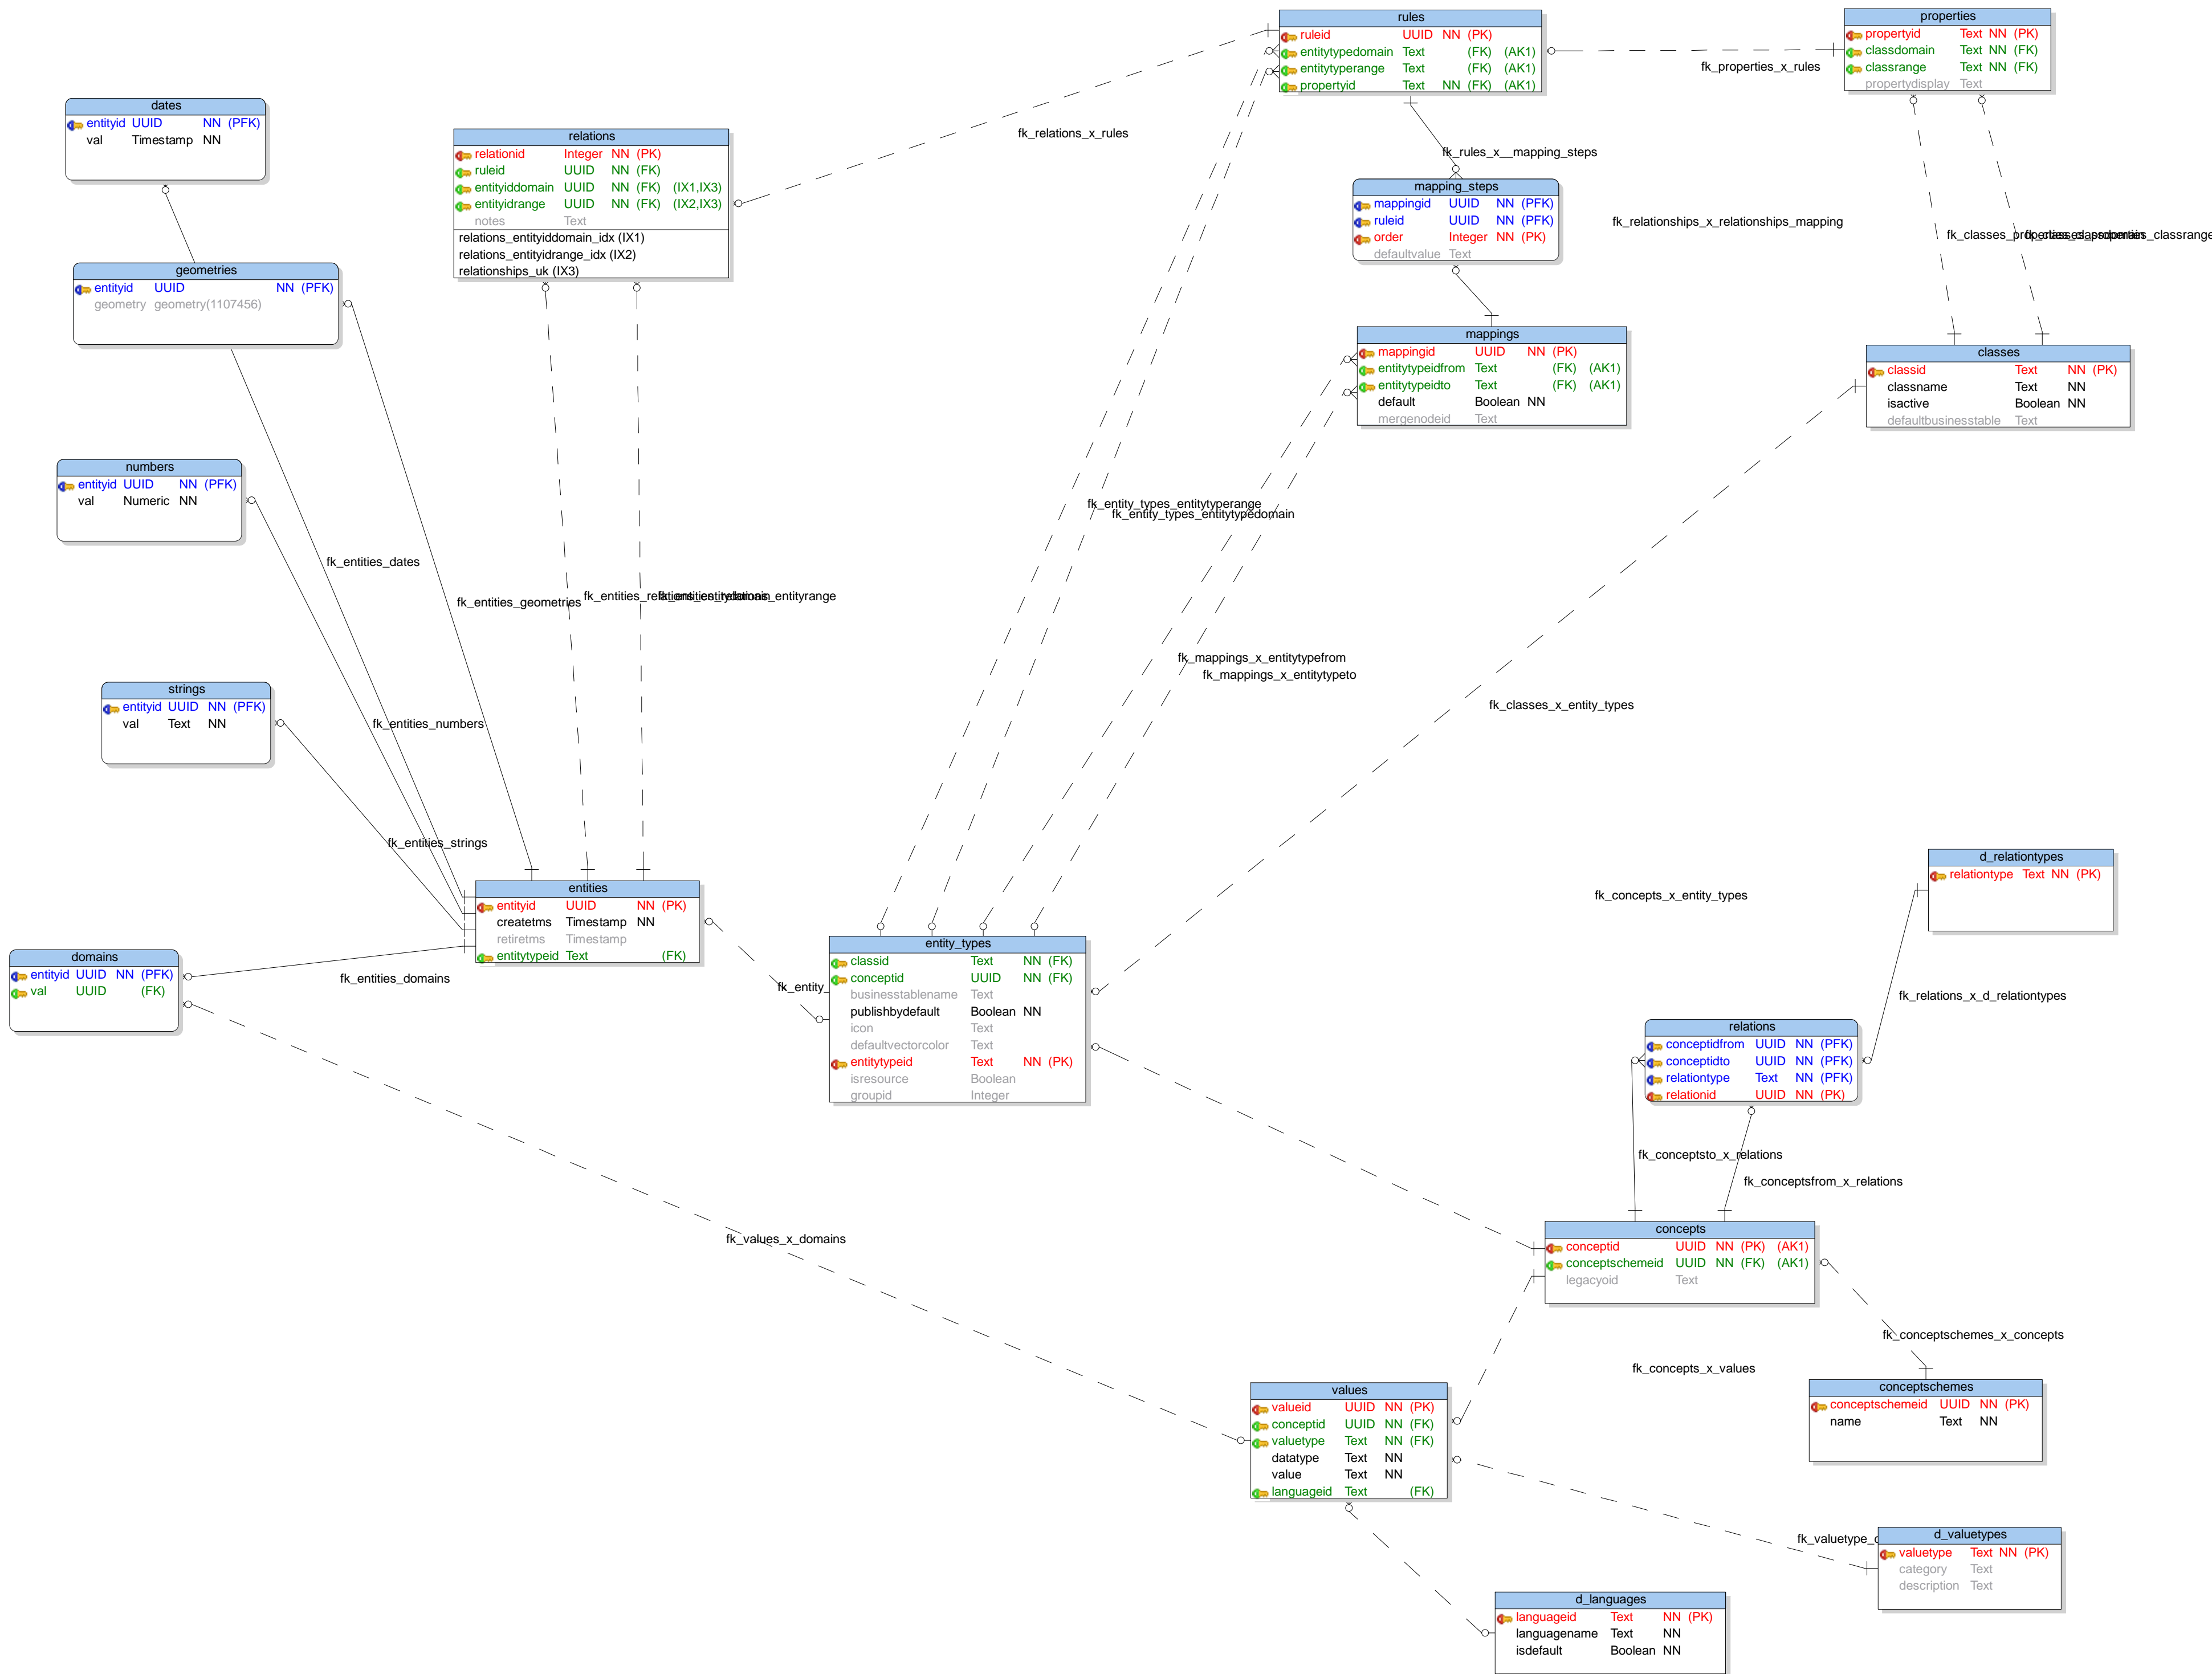 rules
ruleid UUID NN (PK)
entitytypedomain Text (FK) (AK1)
entitytyperange Text (FK) (AK1)
propertyid Text NN (FK) (AK1)
properties
propertyid Text NN (PK)
classdomain Text NN (FK)
classrange Text NN (FK)
propertydisplay Text
fk_properties_x_rules
dates
entityid UUID NN (PFK)
val Timestamp NN
relations
relationid Integer NN (PK)
ruleid UUID NN (FK)
entityiddomain UUID NN (FK) (IX1,IX3)
entityidrange UUID NN (FK) (IX2,IX3)
notes Text
relations_entityiddomain_idx (IX1)
relations_entityidrange_idx (IX2)
relationships_uk (IX3)
fk_relations_x_rules
fk_rules_x__mapping_steps
mapping_steps
mappingid UUID NN (PFK)
ruleid UUID NN (PFK)
order Integer NN (PK)
defaultvalue Text
fk_relationships_x_relationships_mapping
geometries
entityid UUID NN (PFK)
geometry geometry(1107456)
mappings
mappingid UUID NN (PK)
entitytypeidfrom Text (FK) (AK1)
entitytypeidto Text (FK) (AK1)
default Boolean NN
mergenodeid Text
classes
classid Text NN (PK)
classname Text NN
isactive Boolean NN
defaultbusinesstable Text
numbers
entityid UUID NN (PFK)
val Numeric NN
fk_entity_types_entitytyperange
fk_entity_types_entitytypedomain
fk_entities_dates
fk_entities_geometries
fk_mappings_x_entitytypefrom
fk_mappings_x_entitytypeto
strings
entityid UUID NN (PFK)
val Text NN
fk_entities_numbers
fk_classes_x_entity_types
fk_entities_strings
entities
entityid UUID NN (PK)
createtms Timestamp NN
retiretms Timestamp
entitytypeid Text (FK)
d_relationtypes
relationtype Text NN (PK)
fk_concepts_x_entity_types
domains
entityid UUID NN (PFK)
val UUID (FK)
fk_entities_domains
fk_entity_
entity_types
classid Text NN (FK)
conceptid UUID NN (FK)
businesstablename Text
publishbydefault Boolean NN
icon Text
defaultvectorcolor Text
entitytypeid Text NN (PK)
isresource Boolean
groupid Integer
fk_relations_x_d_relationtypes
relations
conceptidfrom UUID NN (PFK)
conceptidto UUID NN (PFK)
relationtype Text NN (PFK)
relationid UUID NN (PK)
fk_conceptsto_x_relations
fk_conceptsfrom_x_relations
concepts
conceptid UUID NN (PK) (AK1)
conceptschemeid UUID NN (FK) (AK1)
legacyoid Text
fk_values_x_domains
fk_conceptschemes_x_concepts
fk_concepts_x_values
values
valueid UUID NN (PK)
conceptid UUID NN (FK)
valuetype Text NN (FK)
datatype Text NN
value Text NN
languageid Text (FK)
conceptschemes
conceptschemeid UUID NN (PK)
name Text NN
fk_valuetype_
d_valuetypes
valuetype Text NN (PK)
category Text
description Text
d_languages
languageid Text NN (PK)
languagename Text NN
isdefault Boolean NN